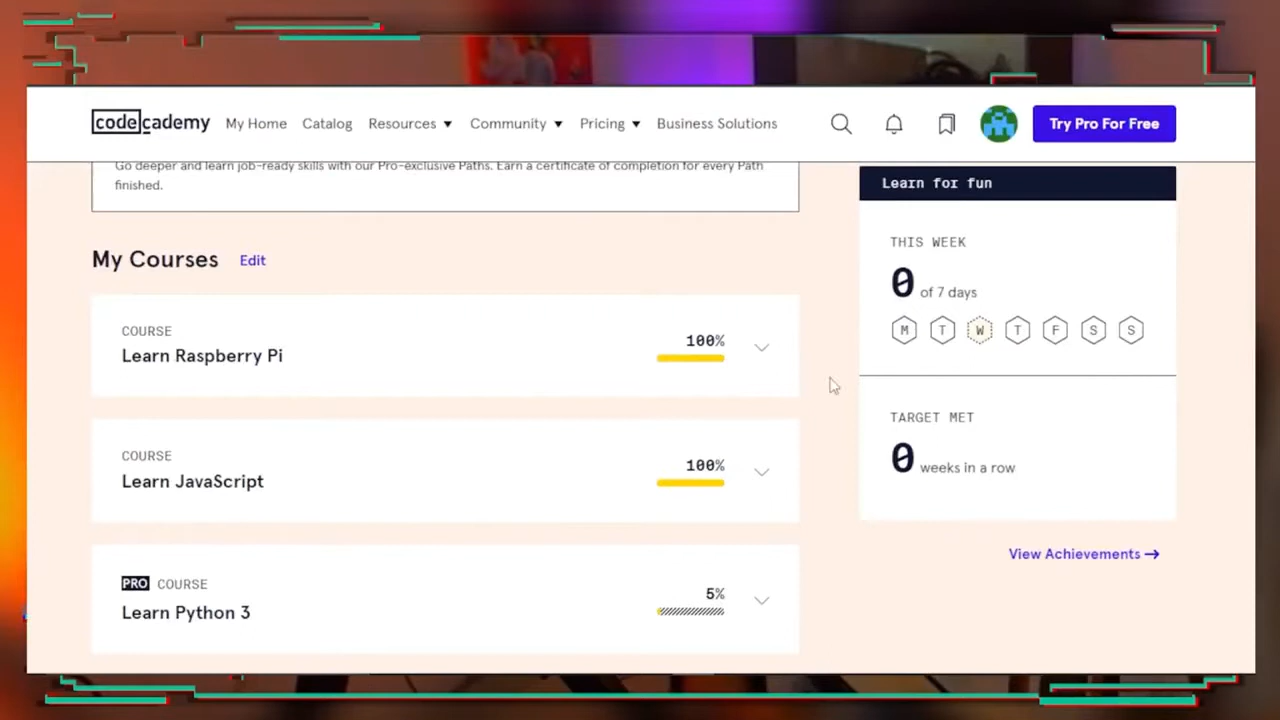 codecademy My Home Catalog Resources Community Pricing Business Solutions Try Pro For Free
Go deeper and learn job-ready skills with our Pro-exclusive Paths. Earn a certificate of completion for every Path
finished.
My Courses Edit
COURSE
Learn Raspberry Pi
100%
COURSE
Learn JavaScript
100%
PRO COURSE
Learn Python 3
5%
Learn for fun
THIS WEEK
0 of 7 days
M T W T F S S
TARGET MET
0 weeks in a row
View Achievements →